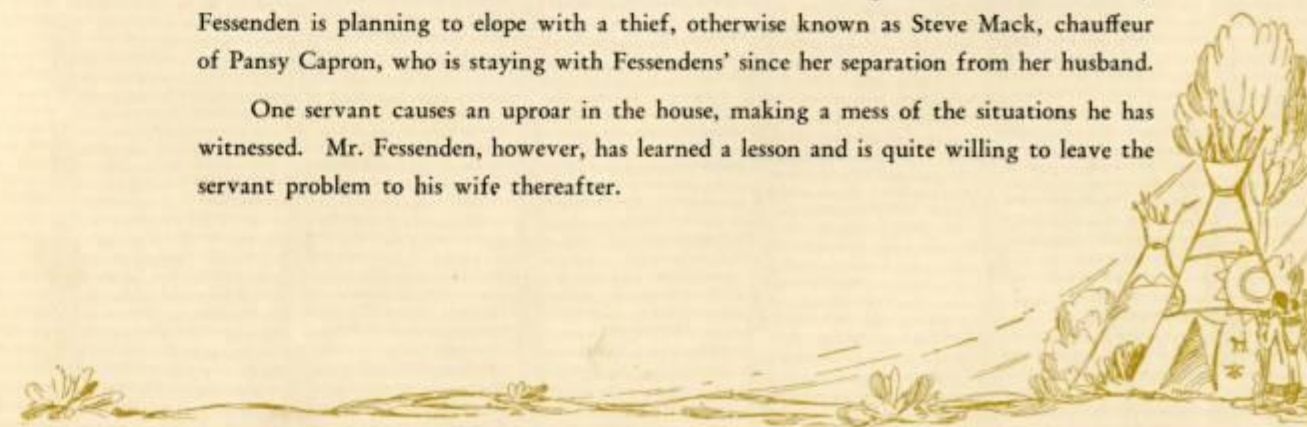 Fessenden is planning to elope with a thief, otherwise known as Steve Mack, chauffeur
of Pansy Capron, who is staying with Fessendens' since her separation from her husband.
One servant causes an uproar in the house, making a mess of the situations he has
witnessed. Mr. Fessenden, however, has learned a lesson and is quite willing to leave the
servant problem to his wife thereafter.